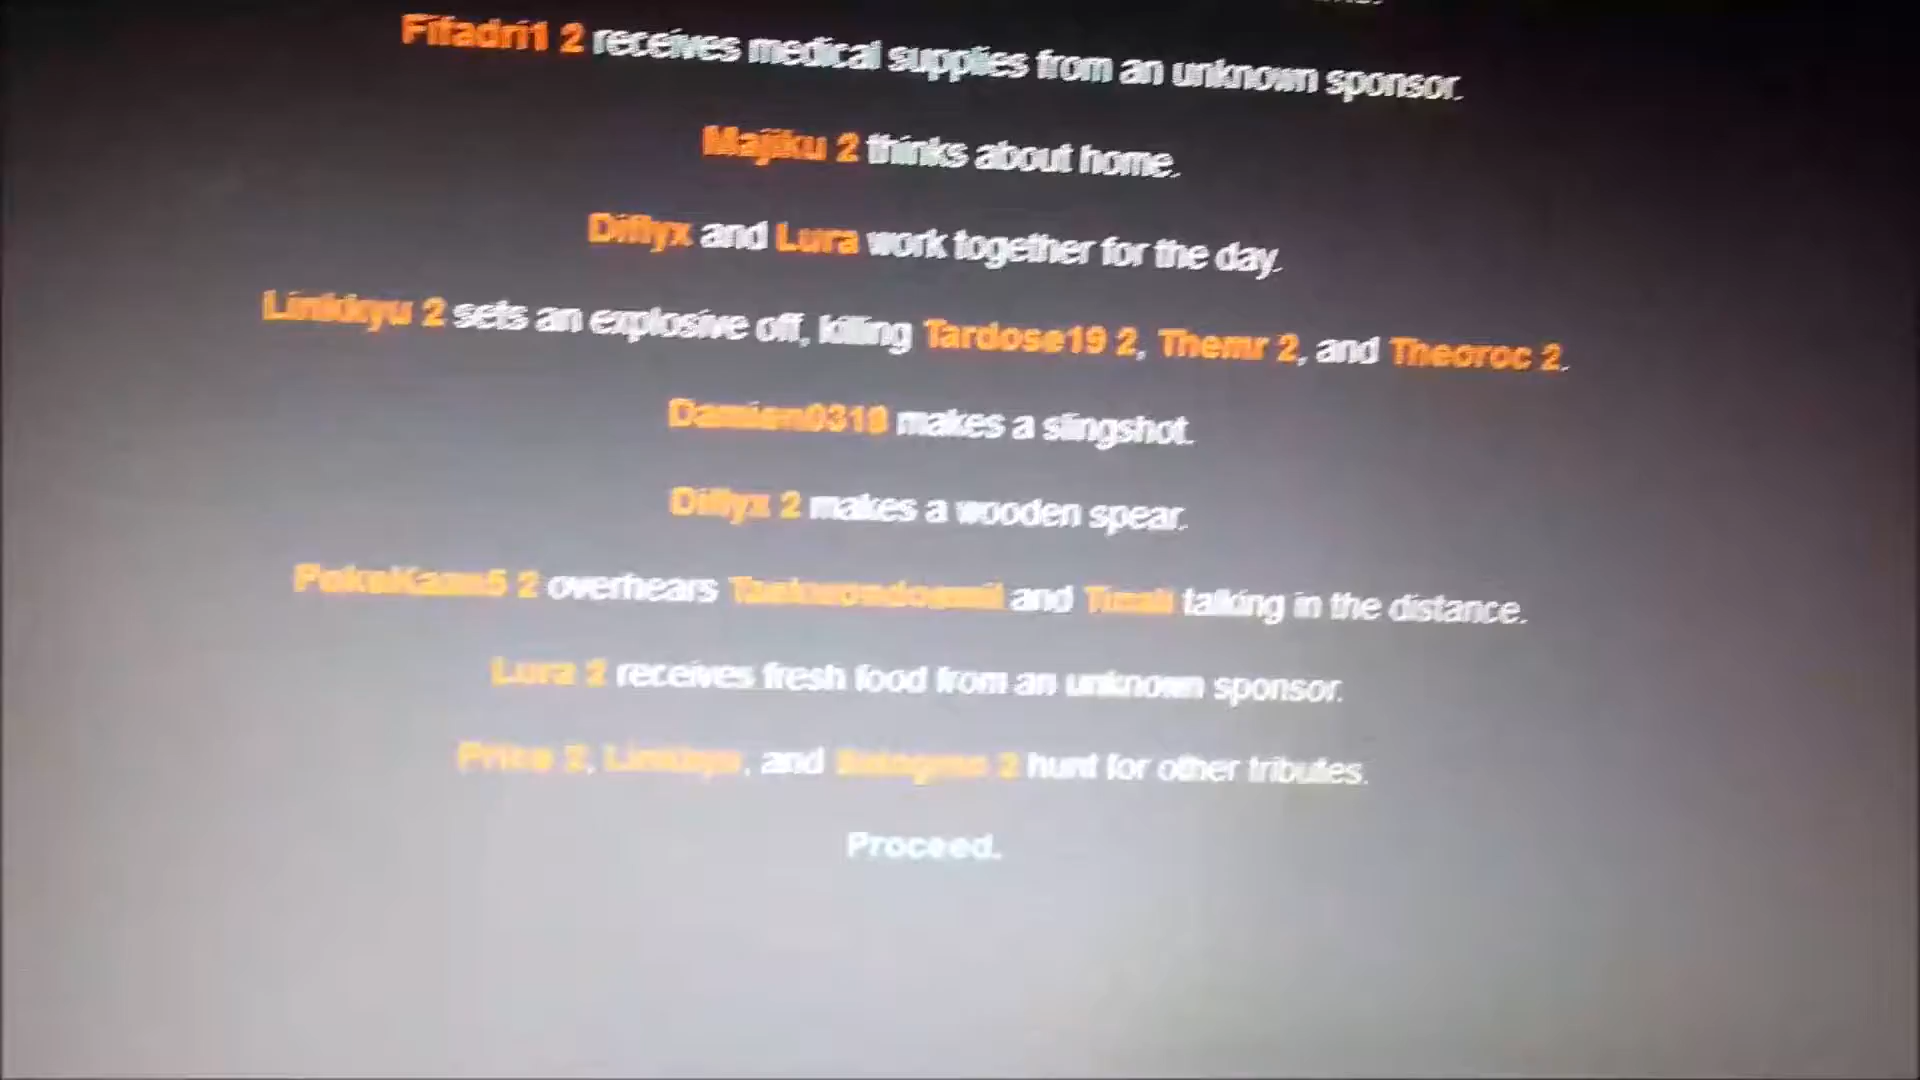 Fifadri1 2 receives medical supplies from an unknown sponsor.
Majiku 2 thinks about home.
Diflyx and Lura work together for the day.
Linkkyu 2 sets an explosive off, killing Tardose19 2, Themr 2, and Theoroc 2.
makes a slingshot.
Diflyx 2 makes a wooden spear.
2 overhears and talking in the distance.
Lura 2 receives fresh food from an unknown sponsor.
2, and 2 hunt for other tributes.
Proceed.